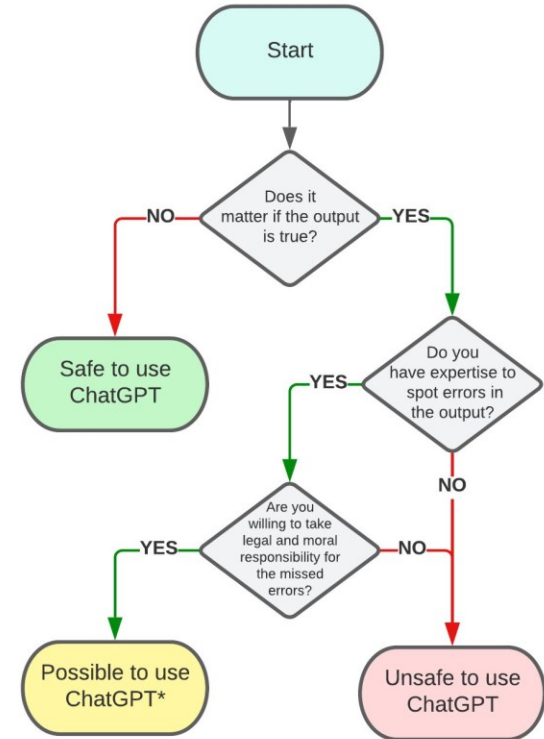 Start
Does it
matter if the output
is true?
NO
YES
Safe to use
ChatGPT
Do you
have expertise to
spot errors in
the output?
YES
NO
Are you
willing to take
legal and moral
responsibility for
the missed
errors?
YES
NO
Possible to use
ChatGPT*
Unsafe to use
ChatGPT